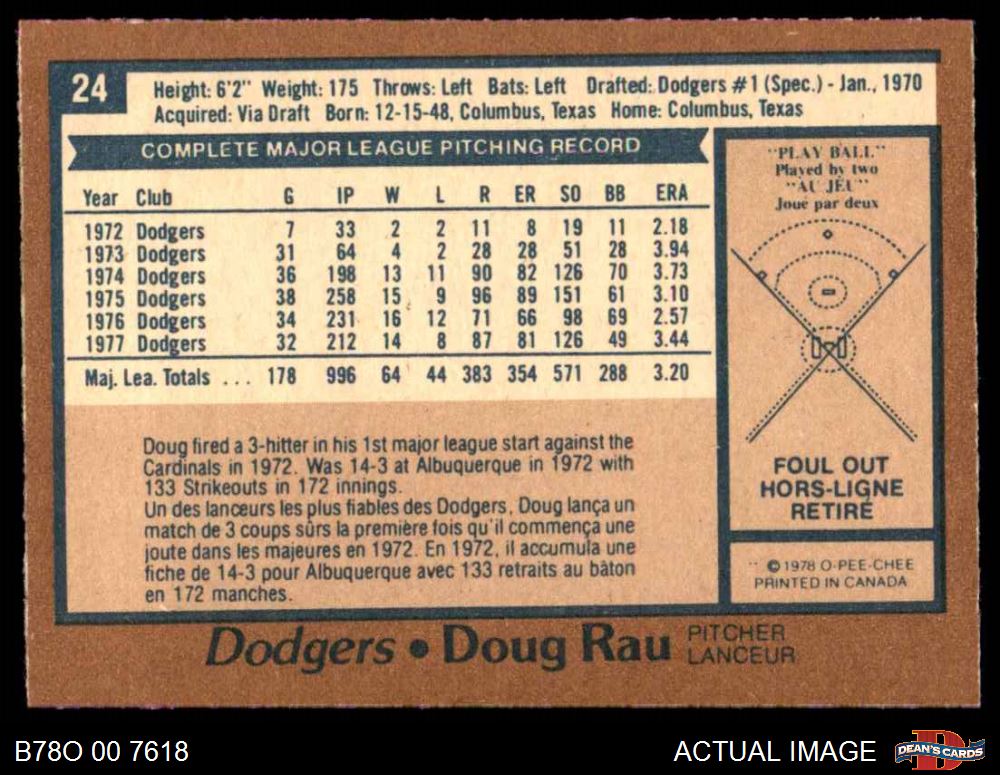 24
Height: 6'2" Weight: 175 Throws: Left Bats: Left Drafted: Dodgers #1 (Spec.) - Jan., 1970
Acquired: Via Draft Born: 12-15-48, Columbus, Texas Home: Columbus, Texas
COMPLETE MAJOR LEAGUE PITCHING RECORD
Year Club G IP W L R ER SO BB ERA
1972 Dodgers 7 33 2 2 11 8 19 11 2.18
1973 Dodgers 31 64 4 2 28 28 51 28 3.94
1974 Dodgers 36 198 13 11 90 82 126 70 3.73
1975 Dodgers 38 258 15 9 96 89 151 61 3.10
1976 Dodgers 34 231 16 12 71 66 98 69 2.57
1977 Dodgers 32 212 14 8 87 81 126 49 3.44
Maj. Lea. Totals ... 178 996 64 44 383 354 571 288 3.20
Doug fired a 3-hitter in his 1st major league start against the
Cardinals in 1972. Was 14-3 at Albuquerque in 1972 with
133 Strikeouts in 172 innings.
Un des lanceurs les plus fiables des Dodgers, Doug lança un
match de 3 coups sûrs la première fois qu'il commença une
joute dans les majeures en 1972. En 1972, il accumula une
fiche de 14-3 pour Albuquerque avec 133 retraits au bâton
en 172 manches.
"PLAY BALL"
Played by two
"AU JEU"
Joué par deux
FOUL OUT
HORS-LIGNE
RETIRÉ
© 1978 O-PEE-CHEE
PRINTED IN CANADA
Dodgers • Doug Rau PITCHER
LANCEUR
B78O 00 7618
ACTUAL IMAGE
DEAN'S CARDS